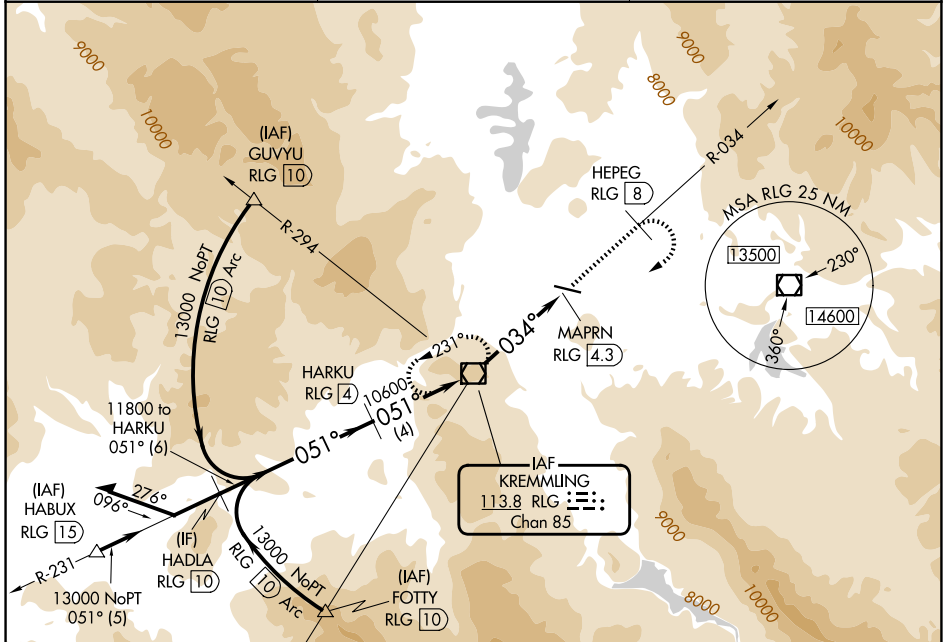 9000
10000
(IAF)
GUVYU
RLG 10
R-294
13000 NoPT
RLG 10 Arc
9000
8000
10000
R-034
HEPEG
RLG 8
MSA RLG 25 NM
13500
230°
14600
360°
034°
MAPRN
RLG 4.3
231°
HARKU
RLG 4
10600
051°
(4)
051°
11800 to
HARKU
051° (6)
276°
096°
(IAF)
HABUX
RLG 15
R-231
13000 NoPT
051° (5)
(IF)
HADLA
RLG 10
13000 NoPT
RLG 10 Arc
(IAF)
FOTTY
RLG 10
IAF
KREMMLING
113.8 RLG
Chan 85
9000
8000
10000